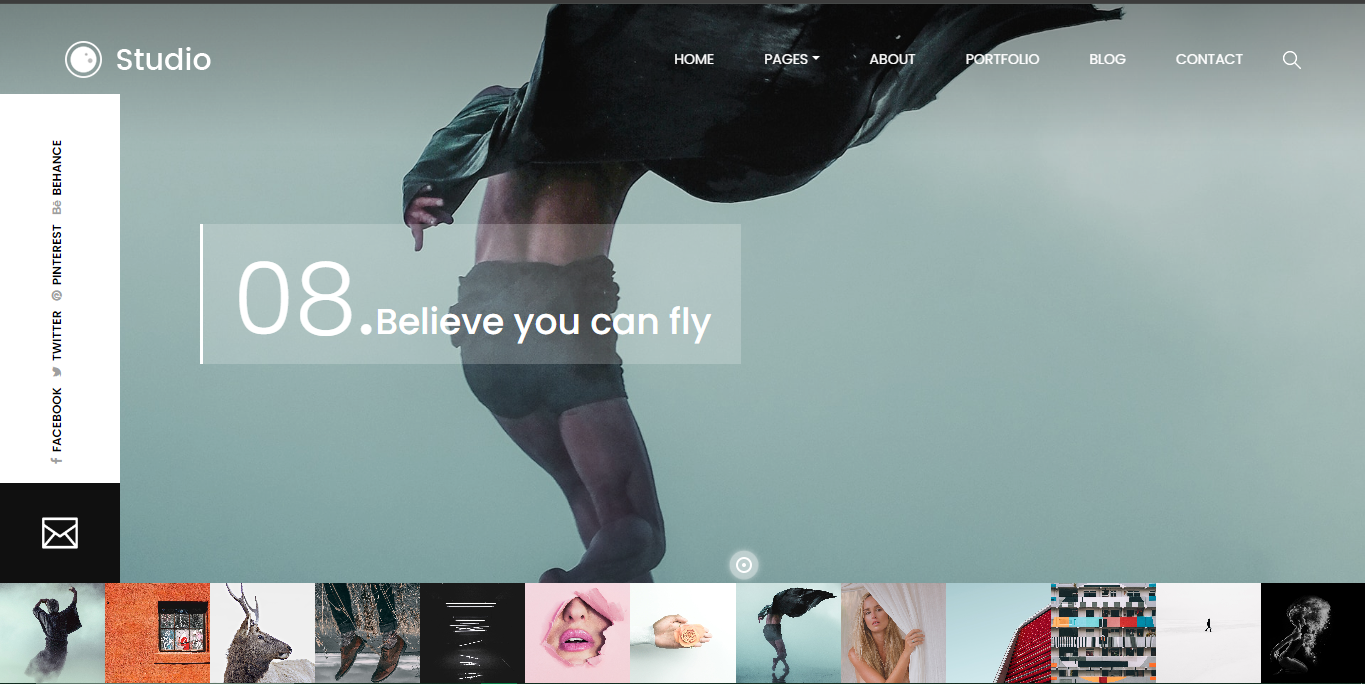 Studio
HOME PAGES ABOUT PORTFOLIO BLOG CONTACT
BEHANCE
PINTEREST
TWITTER
FACEBOOK
08.Believe you can fly